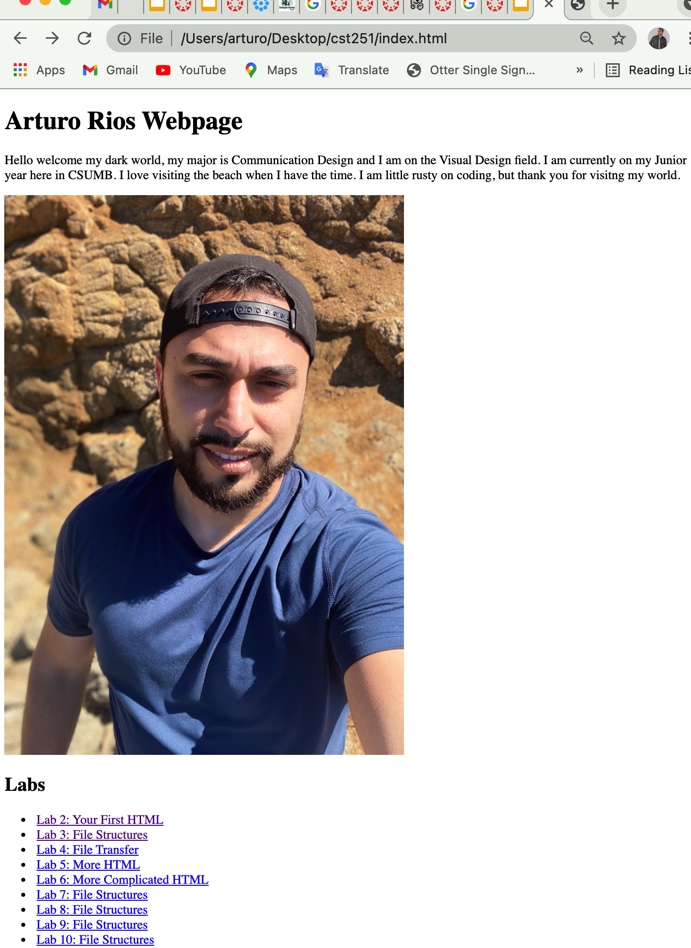 File | /Users/arturo/Desktop/cst251/index.html
Apps Gmail YouTube Maps Translate Otter Single Sign... » Reading Lis
Arturo Rios Webpage
Hello welcome my dark world, my major is Communication Design and I am on the Visual Design field. I am currently on my Junior
year here in CSUMB. I love visiting the beach when I have the time. I am little rusty on coding, but thank you for visitng my world.
Labs
Lab 2: Your First HTML
Lab 3: File Structures
Lab 4: File Transfer
Lab 5: More HTML
Lab 6: More Complicated HTML
Lab 7: File Structures
Lab 8: File Structures
Lab 9: File Structures
Lab 10: File Structures